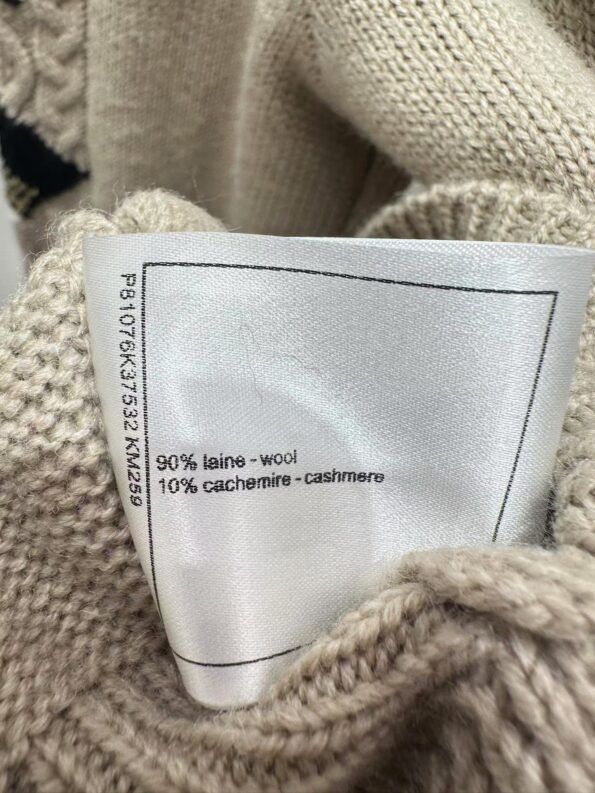 P81076K37532 KM259
90% laine - wool
10% cachemire - cashmere